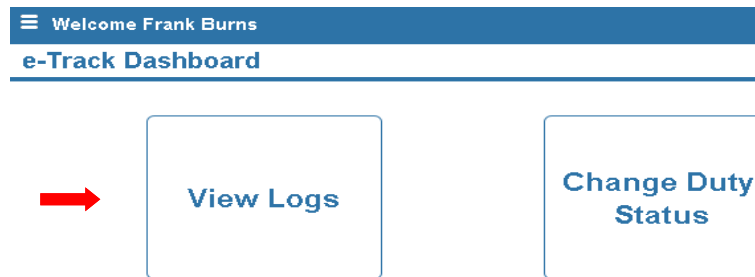 Welcome Frank Burns
e-Track Dashboard
View Logs
Change Duty
Status